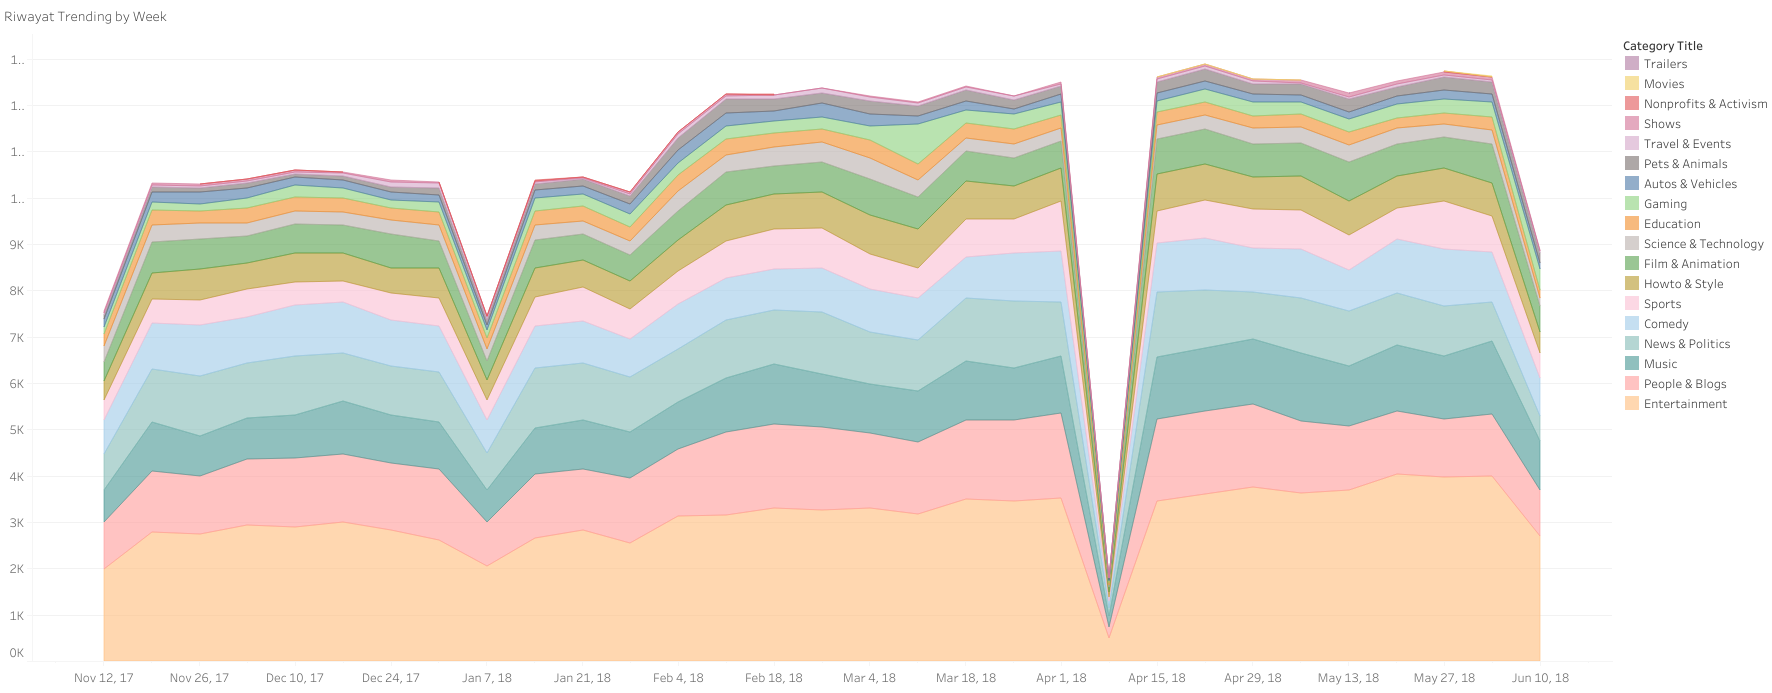 Riwayat Trending by Week
1..
1..
1..
1..
9K
8K
7K
6K
5K
4K
3K
2K
1K
0K
Nov 12, 17 Nov 26, 17 Dec 10, 17 Dec 24, 17 Jan 7, 18 Jan 21, 18 Feb 4, 18 Feb 18, 18 Mar 4, 18 Mar 18, 18 Apr 1, 18 Apr 15, 18 Apr 29, 18 May 13, 18 May 27, 18 Jun 10, 18
Category Title
Trailers
Movies
Nonprofits & Activism
Shows
Travel & Events
Pets & Animals
Autos & Vehicles
Gaming
Education
Science & Technology
Film & Animation
Howto & Style
Sports
Comedy
News & Politics
Music
People & Blogs
Entertainment